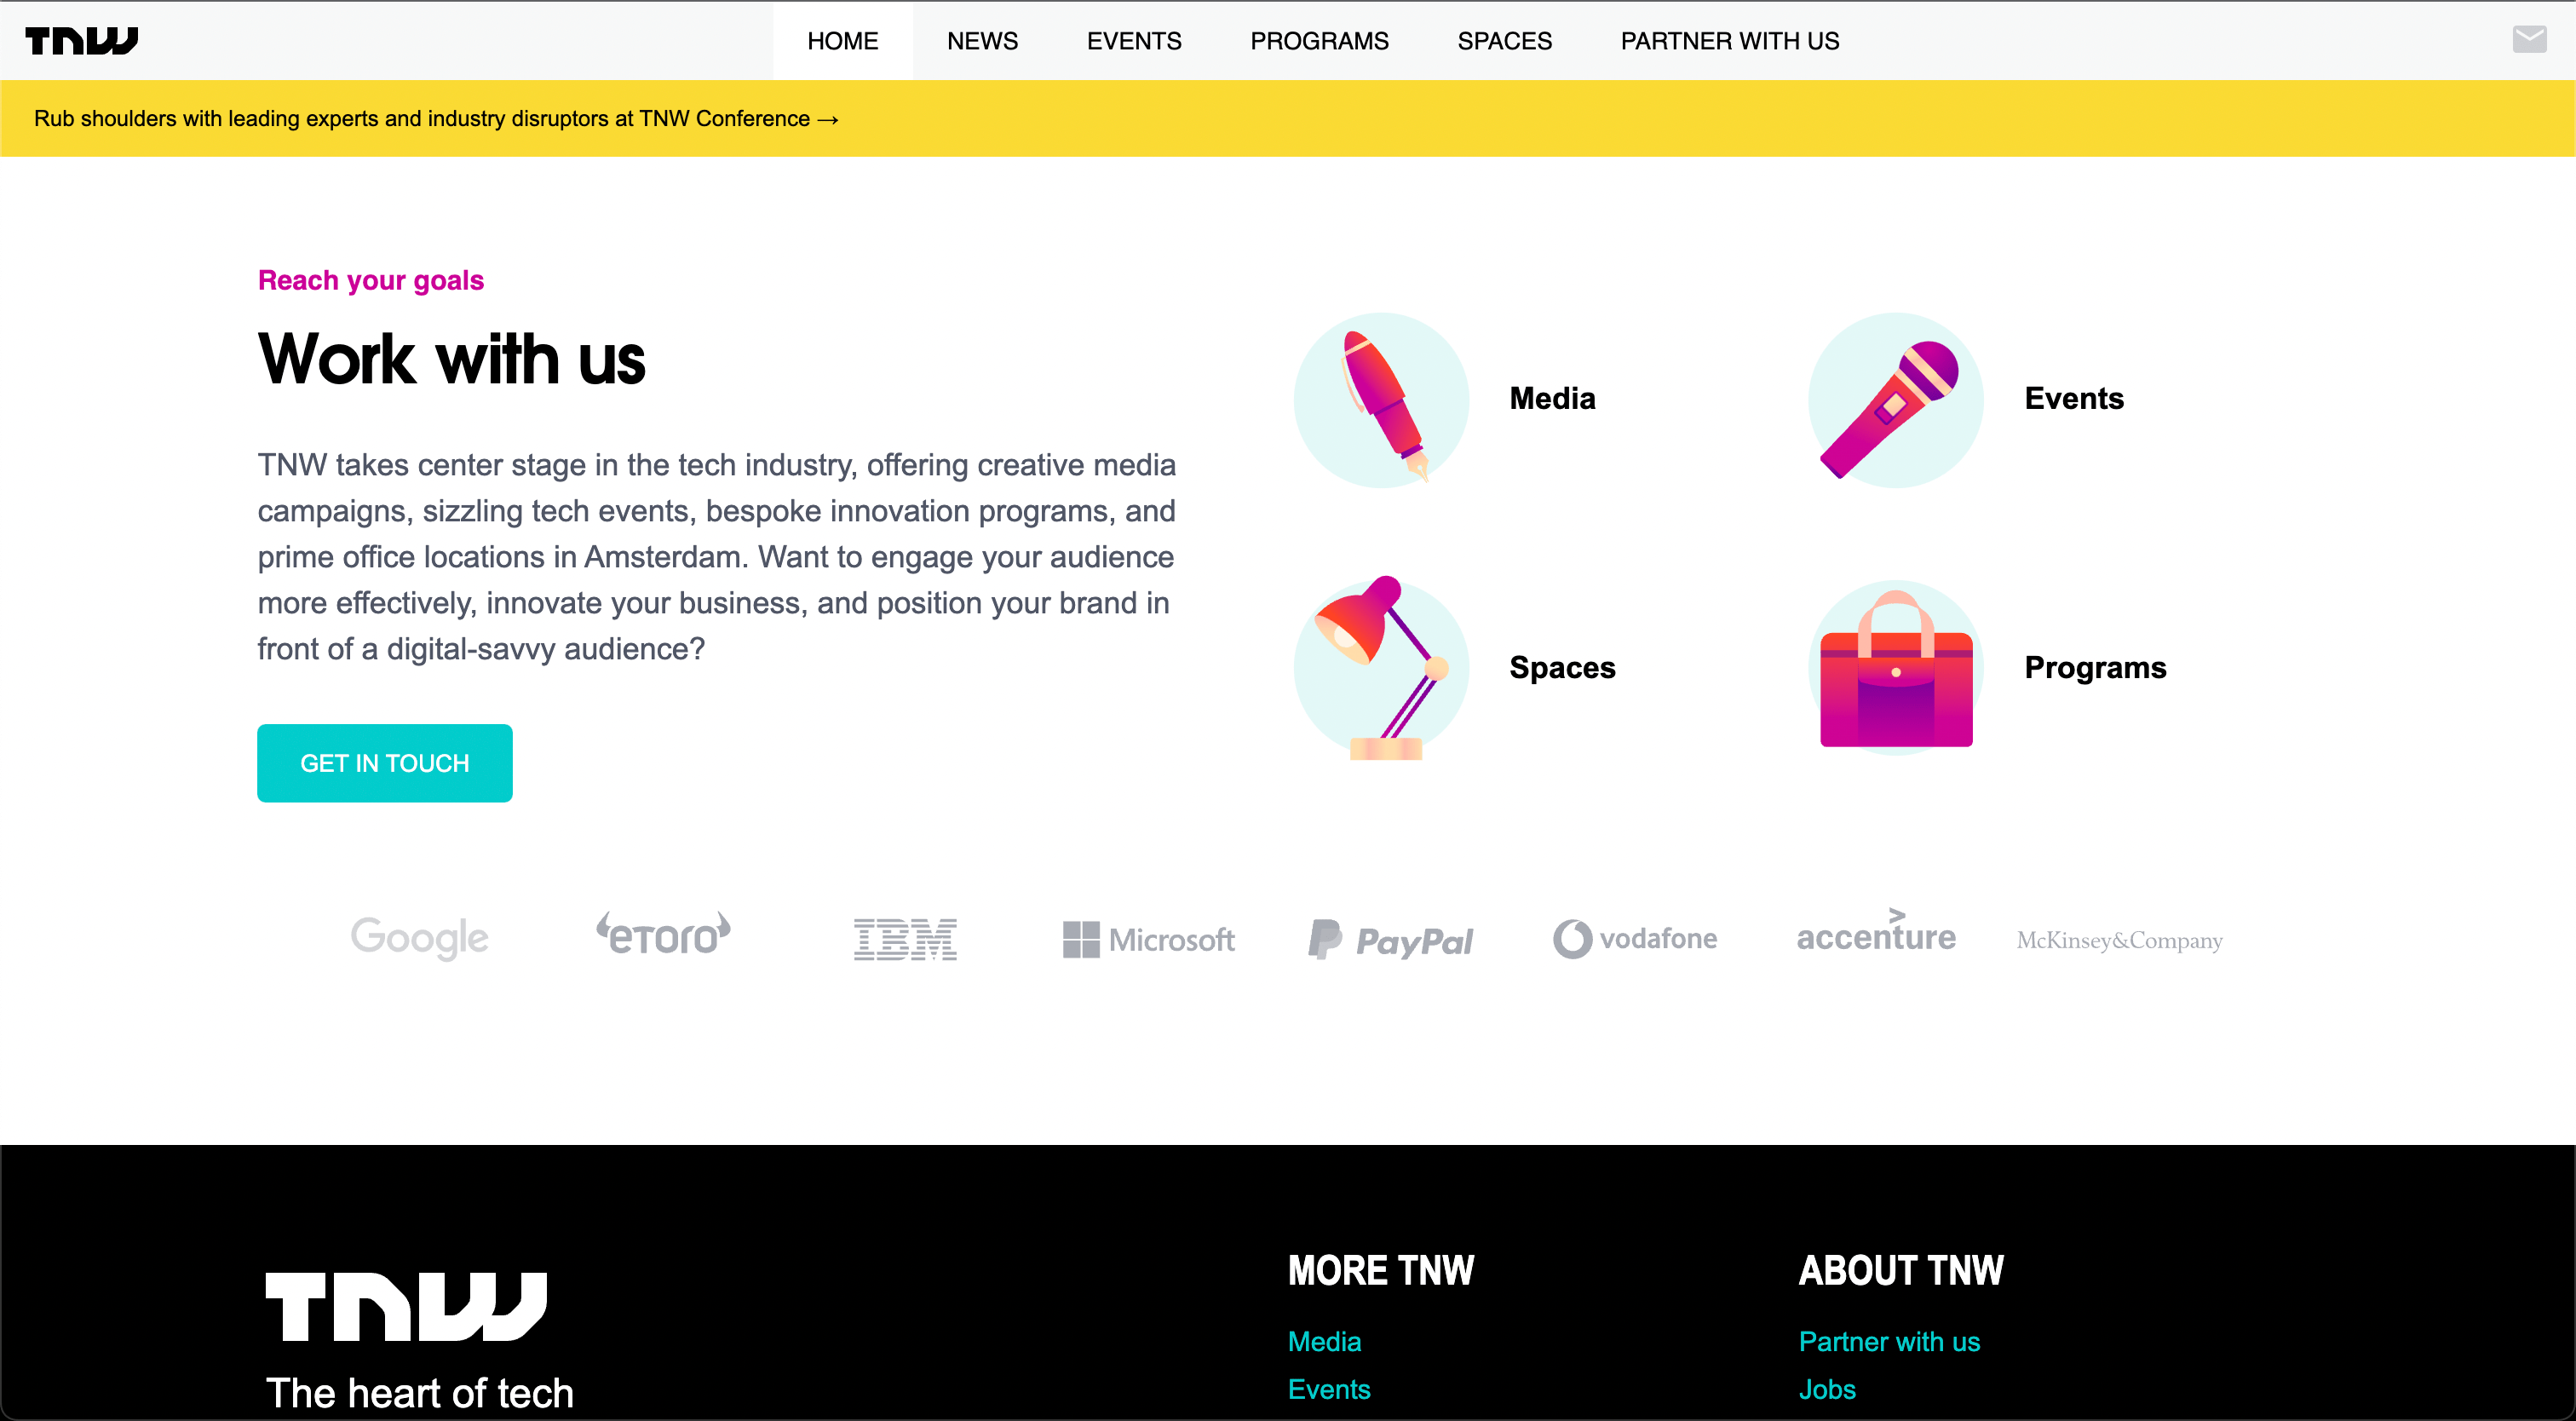 TNW
HOME NEWS EVENTS PROGRAMS SPACES PARTNER WITH US
Rub shoulders with leading experts and industry disruptors at TNW Conference →
Reach your goals
Work with us
TNW takes center stage in the tech industry, offering creative media
campaigns, sizzling tech events, bespoke innovation programs, and
prime office locations in Amsterdam. Want to engage your audience
more effectively, innovate your business, and position your brand in
front of a digital-savvy audience?
GET IN TOUCH
Media
Events
Spaces
Programs
Google eToro IBM Microsoft PayPal vodafone accenture McKinsey&Company
TNW
The heart of tech
MORE TNW
Media
Events
ABOUT TNW
Partner with us
Jobs